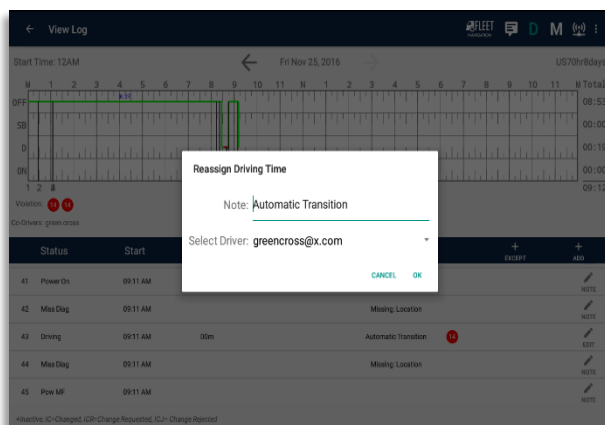 View Log
FLEET
NAVIGATION
D
M
Start Time: 12AM
Fri Nov 25, 2016
US70hr8days
M 1 2 3 4 5 6 7 8 9 10 11 N 1 2 3 4 5 6 7 8 9 10 11 M Total
OFF 08:53
SB 00:00
D 00:19
ON 00:00
1 2 09:12
Violation: 14 14
Co-Drivers: green cross
Reassign Driving Time
Note: Automatic Transition
Select Driver: greencross@x.com
CANCEL OK
Status Start + EXCEPT + ADD
41 Power On 09:11 AM NOTE
42 Miss Diag 09:11 AM Missing: Location NOTE
43 Driving 09:11 AM 00m Automatic Transition 14 EDIT
44 Miss Diag 09:11 AM Missing: Location NOTE
45 Pow MF 09:11 AM NOTE
+Inactive, IC=Changed, ICR=Change Requested, ICJ= Change Rejected